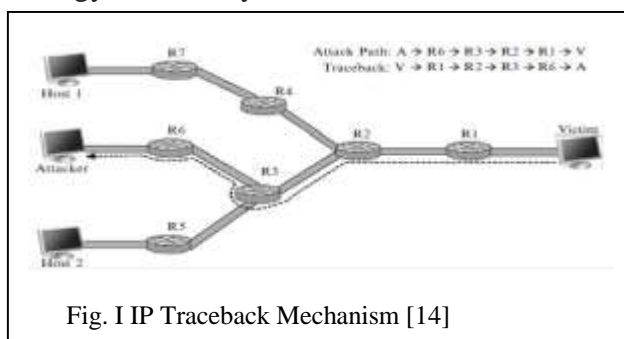 Attack Path: A → R6 → R3 → R2 → R1 → V
Traceback: V → R1 → R2 → R3 → R6 → A
R7
Host 1
R4
R6
R2
R1
Victim
Attacker
R3
R5
Host 2
Fig. I IP Traceback Mechanism [14]